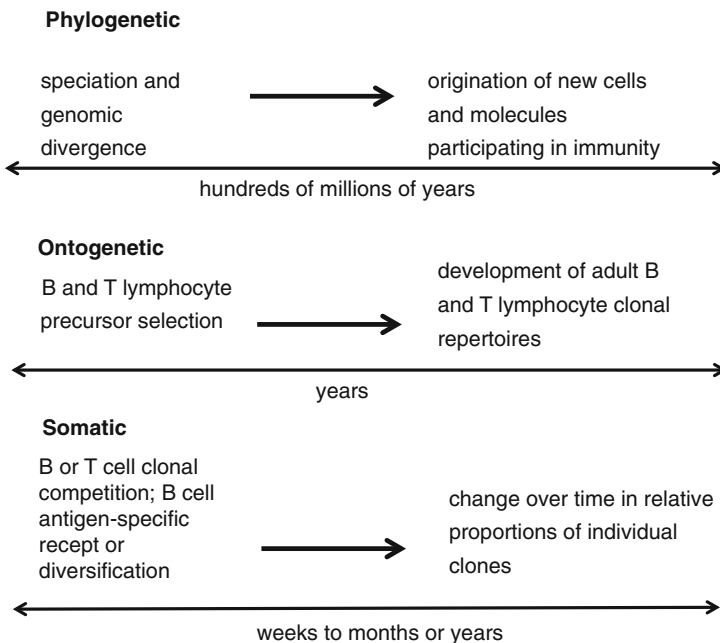 Phylogenetic
speciation and
genomic
divergence
origination of new cells
and molecules
participating in immunity
hundreds of millions of years
Ontogenetic
B and T lymphocyte
precursor selection
development of adult B
and T lymphocyte clonal
repertoires
years
Somatic
B or T cell clonal
competition; B cell
antigen-specific
recept or
diversification
change over time in relative
proportions of individual
clones
weeks to months or years